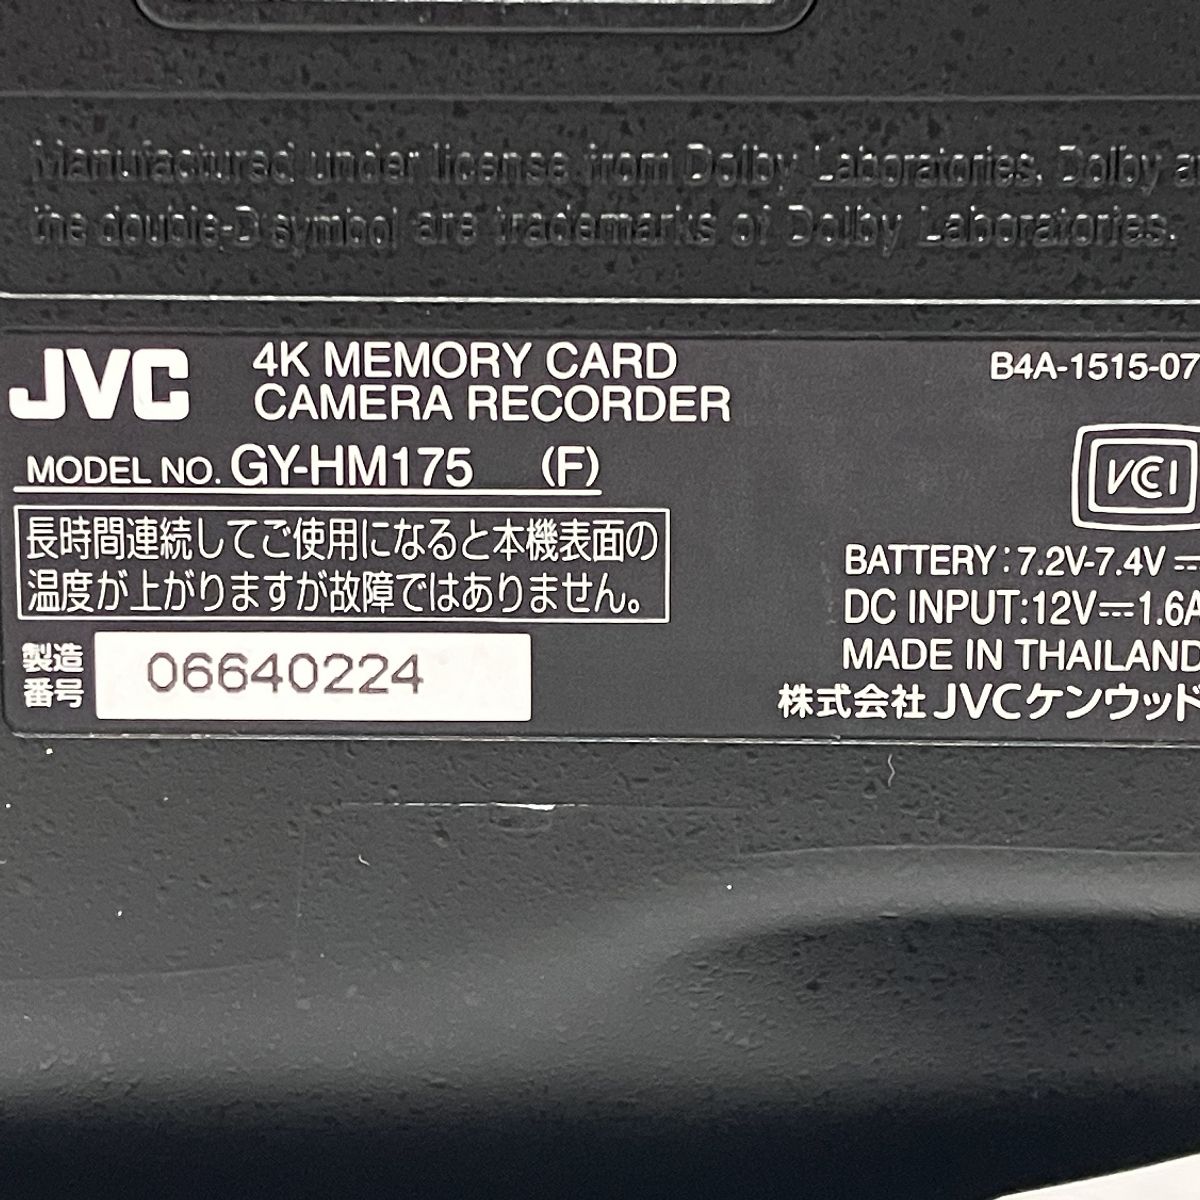 Manufactured under license from Dolby Laboratories. Dolby a
the double-D symbol are trademarks of Dolby Laboratories.
JVC
4K MEMORY CARD
CAMERA RECORDER
MODEL NO. GY-HM175 (F)
長時間連続してご使用になると本機表面の
温度が上がりますが故障ではありません。
製造
番号
06640224
B4A-1515-07
VCCI
BATTERY:7.2V-7.4V⎓
DC INPUT:12V⎓1.6A
MADE IN THAILAND
株式会社 JVCケンウッド